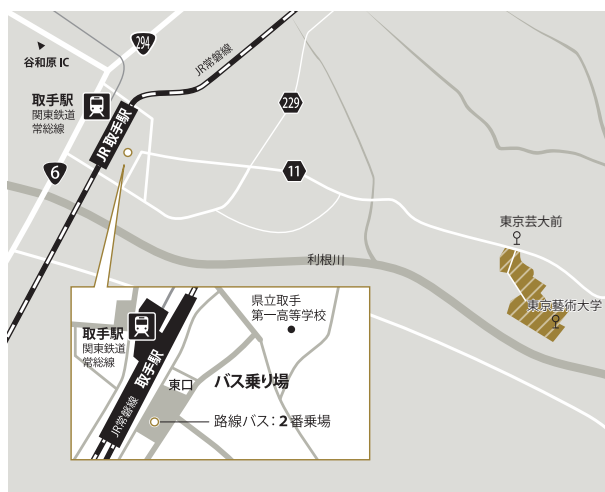 294
谷和原 IC
JR常磐線
取手駅
関東鉄道
常総線
JR 取手駅
229
6
11
東京芸大前
利根川
東京藝術大学
県立取手
第一高等学校
取手駅
関東鉄道
常総線
取手駅
東口
バス乗り場
JR常磐線
路線バス：2番乗場